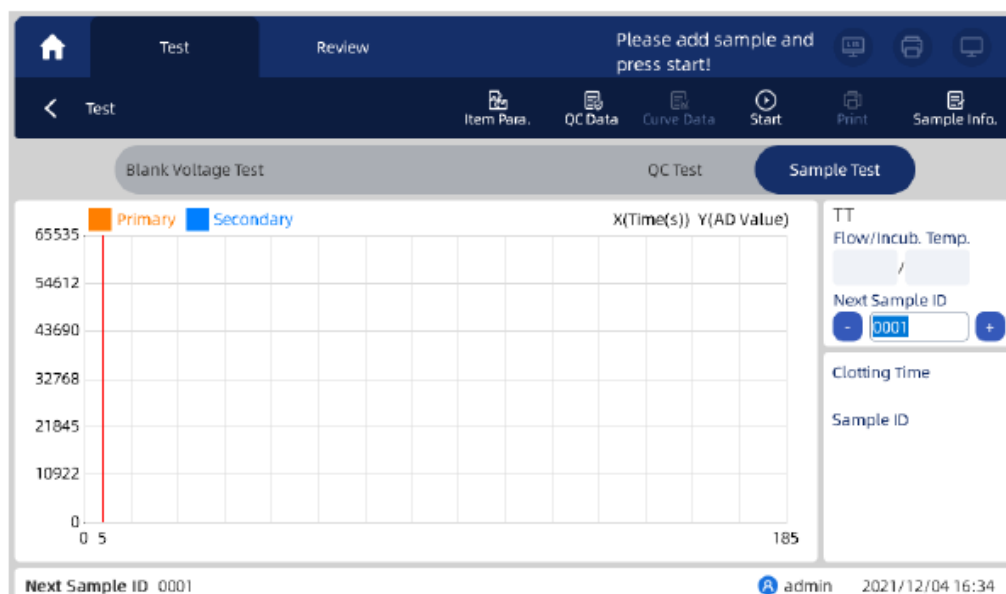 Test
Review
Please add sample and
press start!
LIS
Test
Item Para.
QC Data
Curve Data
Start
Print
Sample Info.
Blank Voltage Test
QC Test
Sample Test
Primary
Secondary
X(Time(s)) Y(AD Value)
65535
54612
43690
32768
21845
10922
0
0 5
185
TT
Flow/Incub. Temp.
/
Next Sample ID
- 0001 +
Clotting Time
Sample ID
Next Sample ID 0001
admin
2021/12/04 16:34